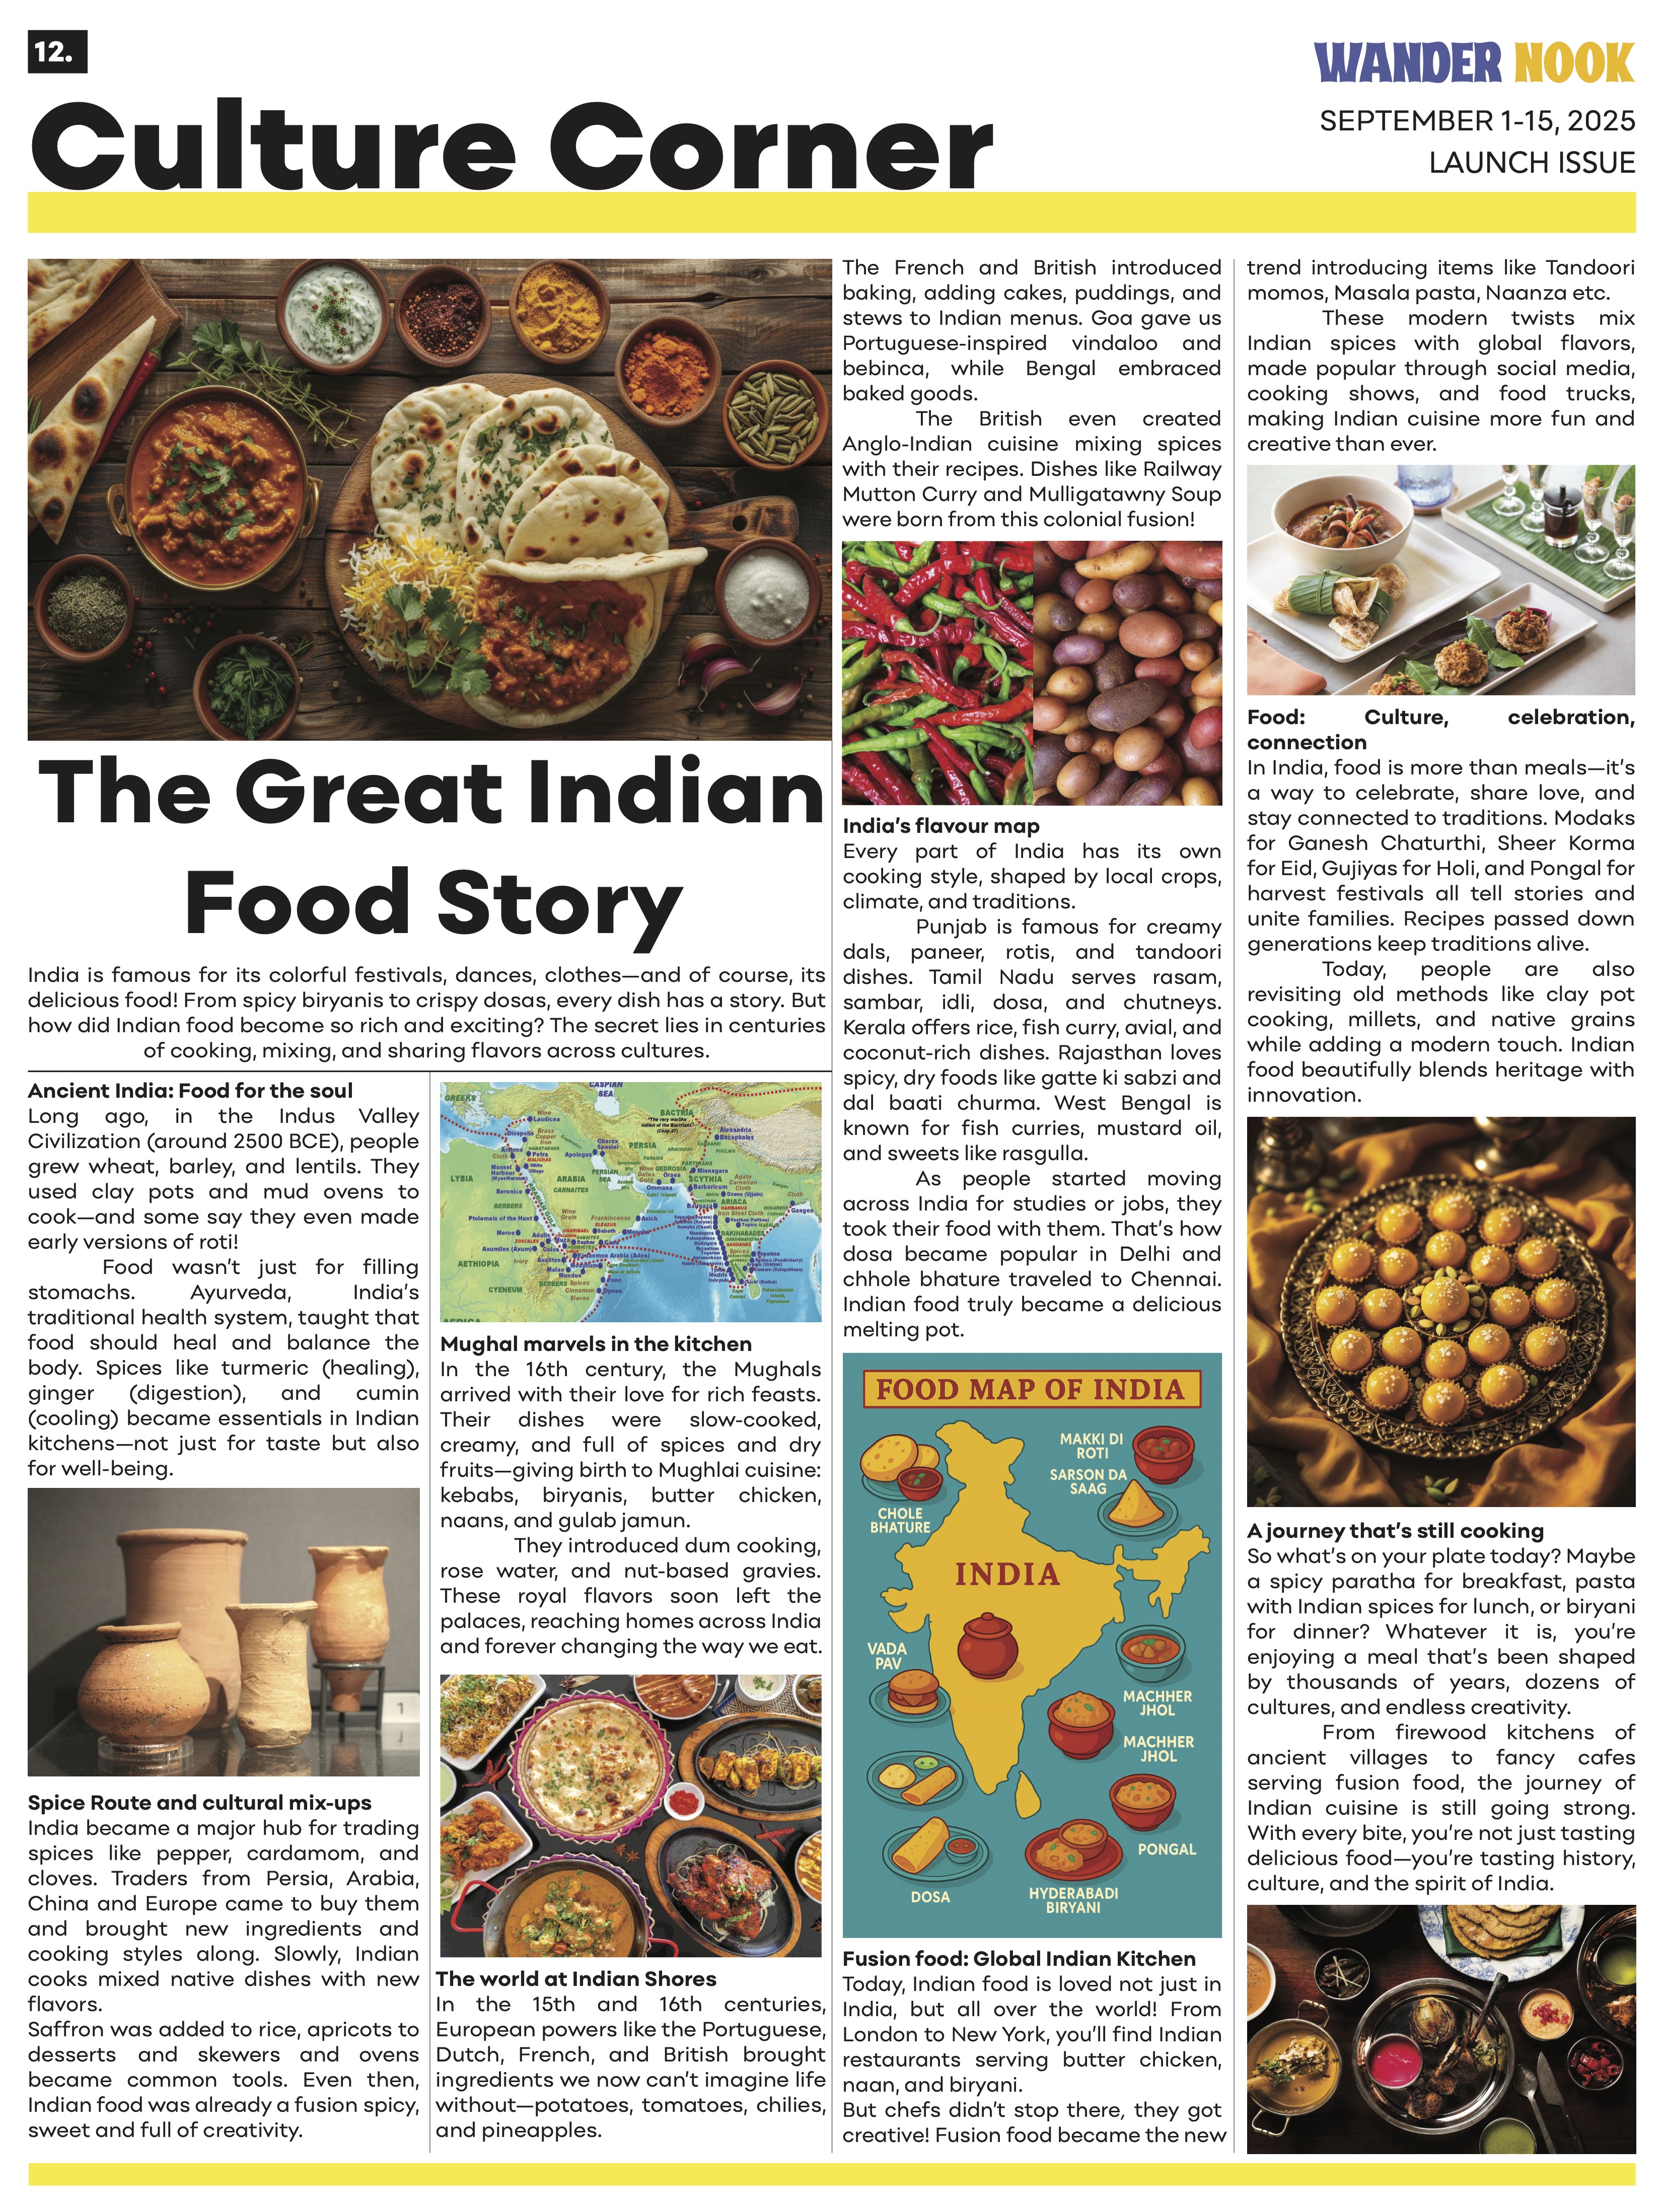 12.
WANDER NOOK
Culture Corner
SEPTEMBER 1-15, 2025
LAUNCH ISSUE
The Great Indian
Food Story
India is famous for its colorful festivals, dances, clothes—and of course, its
delicious food! From spicy biryanis to crispy dosas, every dish has a story. But
how did Indian food become so rich and exciting? The secret lies in centuries
of cooking, mixing, and sharing flavors across cultures.
Ancient India: Food for the soul
Long ago, in the Indus Valley
Civilization (around 2500 BCE), people
grew wheat, barley, and lentils. They
used clay pots and mud ovens to
cook—and some say they even made
early versions of roti!
Food wasn't just for filling
stomachs. Ayurveda, India's
traditional health system, taught that
food should heal and balance the
body. Spices like turmeric (healing),
ginger (digestion), and cumin
(cooling) became essentials in Indian
kitchens—not just for taste but also
for well-being.
1
Spice Route and cultural mix-ups
India became a major hub for trading
spices like pepper, cardamom, and
cloves. Traders from Persia, Arabia,
China and Europe came to buy them
and brought new ingredients and
cooking styles along. Slowly, Indian
cooks mixed native dishes with new
flavors.
Saffron was added to rice, apricots to
desserts and skewers and ovens
became common tools. Even then,
Indian food was already a fusion spicy,
sweet and full of creativity.
GREEKS
CASPIAN
SEA
BACTRIA
PERSIA
LYBIA
ARABIA
PERSIAN
SEA
GEDROSIA
SCYTHIA
ARIACA
DAKINABADES
AETHIOPIA
CYENEUM
BERBERS
Mughal marvels in the kitchen
In the 16th century, the Mughals
arrived with their love for rich feasts.
Their dishes were slow-cooked,
creamy, and full of spices and dry
fruits—giving birth to Mughlai cuisine:
kebabs, biryanis, butter chicken,
naans, and gulab jamun.
They introduced dum cooking,
rose water, and nut-based gravies.
These royal flavors soon left the
palaces, reaching homes across India
and forever changing the way we eat.
The world at Indian Shores
In the 15th and 16th centuries,
European powers like the Portuguese,
Dutch, French, and British brought
ingredients we now can't imagine life
without—potatoes, tomatoes, chilies,
and pineapples.
The French and British introduced
baking, adding cakes, puddings, and
stews to Indian menus. Goa gave us
Portuguese-inspired vindaloo and
bebinca, while Bengal embraced
baked goods.
The British even created
Anglo-Indian cuisine mixing spices
with their recipes. Dishes like Railway
Mutton Curry and Mulligatawny Soup
were born from this colonial fusion!
India's flavour map
Every part of India has its own
cooking style, shaped by local crops,
climate, and traditions.
Punjab is famous for creamy
dals, paneer, rotis, and tandoori
dishes. Tamil Nadu serves rasam,
sambar, idli, dosa, and chutneys.
Kerala offers rice, fish curry, avial, and
coconut-rich dishes. Rajasthan loves
spicy, dry foods like gatte ki sabzi and
dal baati churma. West Bengal is
known for fish curries, mustard oil,
and sweets like rasgulla.
As people started moving
across India for studies or jobs, they
took their food with them. That's how
dosa became popular in Delhi and
chhole bhature traveled to Chennai.
Indian food truly became a delicious
melting pot.
FOOD MAP OF INDIA
MAKKI DI
ROTI
SARSON DA
SAAG
CHOLE
BHATURE
INDIA
VADA
PAV
MACHHER
JHOL
MACHHER
JHOL
PONGAL
DOSA
HYDERABADI
BIRYANI
Fusion food: Global Indian Kitchen
Today, Indian food is loved not just in
India, but all over the world! From
London to New York, you'll find Indian
restaurants serving butter chicken,
naan, and biryani.
But chefs didn't stop there, they got
creative! Fusion food became the new
trend introducing items like Tandoori
momos, Masala pasta, Naanza etc.
These modern twists mix
Indian spices with global flavors,
made popular through social media,
cooking shows, and food trucks,
making Indian cuisine more fun and
creative than ever.
Food: Culture, celebration,
connection
In India, food is more than meals—it's
a way to celebrate, share love, and
stay connected to traditions. Modaks
for Ganesh Chaturthi, Sheer Korma
for Eid, Gujiyas for Holi, and Pongal for
harvest festivals all tell stories and
unite families. Recipes passed down
generations keep traditions alive.
Today, people are also
revisiting old methods like clay pot
cooking, millets, and native grains
while adding a modern touch. Indian
food beautifully blends heritage with
innovation.
A journey that's still cooking
So what's on your plate today? Maybe
a spicy paratha for breakfast, pasta
with Indian spices for lunch, or biryani
for dinner? Whatever it is, you're
enjoying a meal that's been shaped
by thousands of years, dozens of
cultures, and endless creativity.
From firewood kitchens of
ancient villages to fancy cafes
serving fusion food, the journey of
Indian cuisine is still going strong.
With every bite, you're not just tasting
delicious food—you're tasting history,
culture, and the spirit of India.